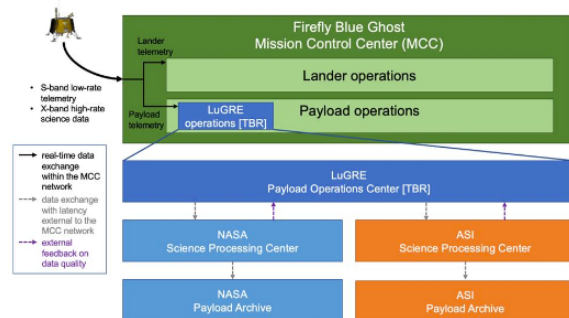 Firefly Blue Ghost
Mission Control Center (MCC)
Lander
telemetry
Lander operations
• S-band low-rate
telemetry
• X-band high-rate
science data
Payload operations
LuGRE
operations [TBR]
Payload
telemetry
real-time data
exchange
within the MCC
network
data exchange
with latency
external to the
MCC network
external
feedback on
data quality
LuGRE
Payload Operations Center [TBR]
NASA
Science Processing Center
ASI
Science Processing Center
NASA
Payload Archive
ASI
Payload Archive